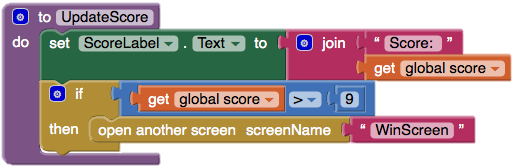 to UpdateScore
do set ScoreLabel . Text to join " Score: "
get global score
if get global score > 9
then open another screen screenName " WinScreen "